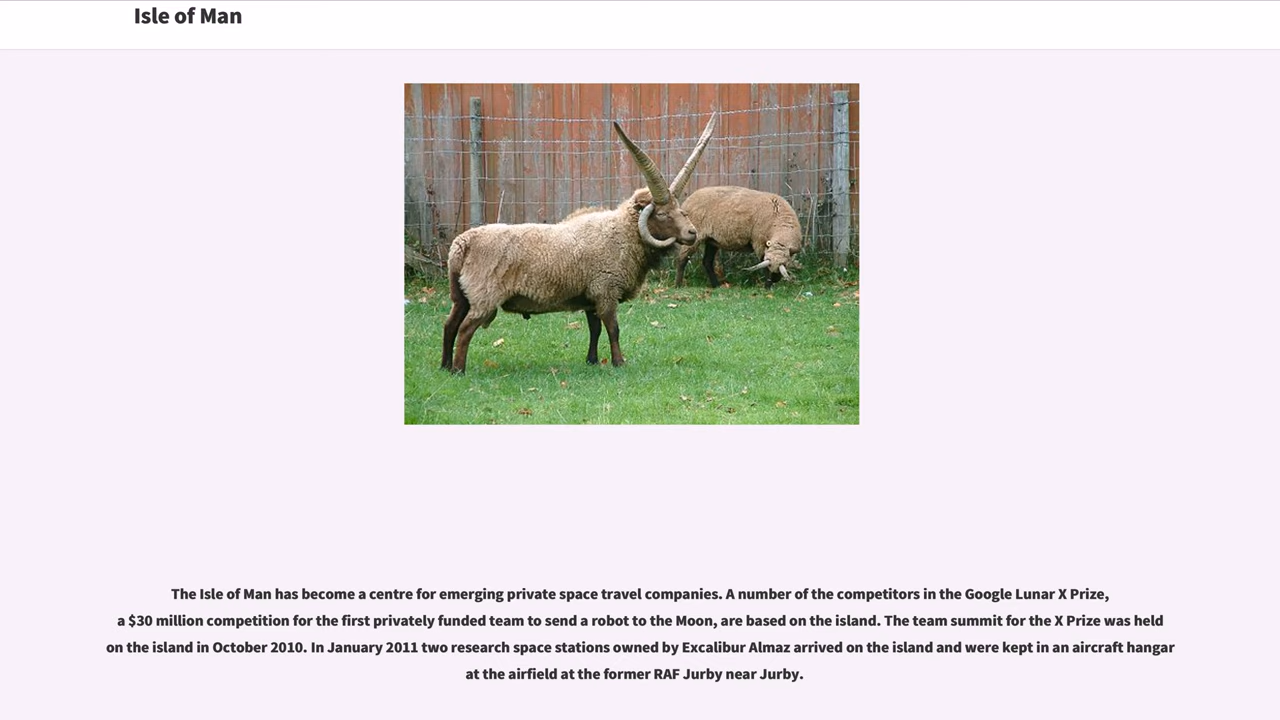 Isle of Man
The Isle of Man has become a centre for emerging private space travel companies. A number of the competitors in the Google Lunar X Prize,
a $30 million competition for the first privately funded team to send a robot to the Moon, are based on the island. The team summit for the X Prize was held
on the island in October 2010. In January 2011 two research space stations owned by Excalibur Almaz arrived on the island and were kept in an aircraft hangar
at the airfield at the former RAF Jurby near Jurby.